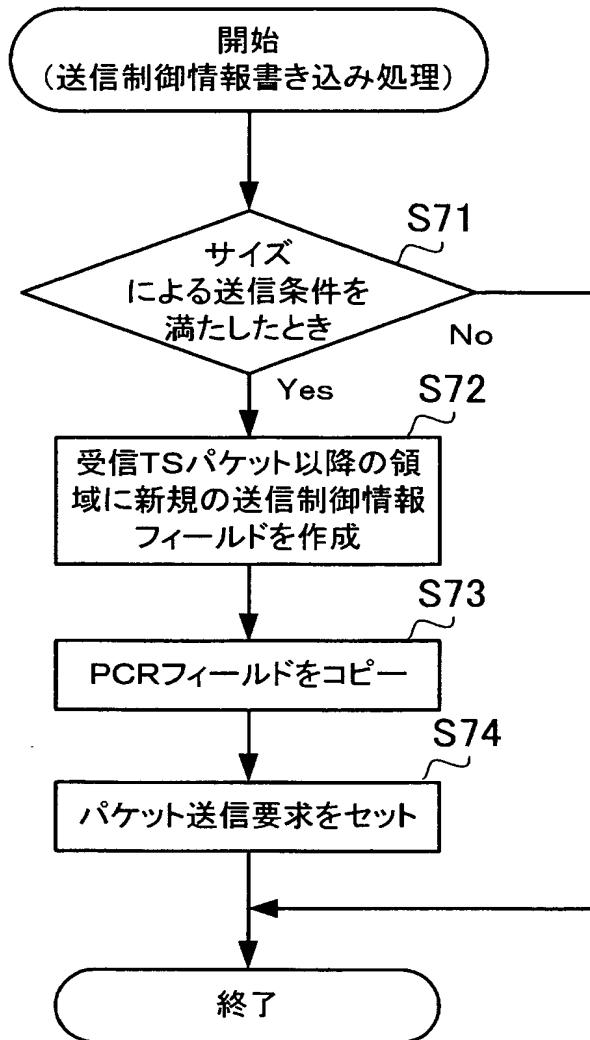 開始
(送信制御情報書き込み処理)
S71
サイズ
による送信条件を
満たしたとき
No
Yes
S72
受信TSパケット以降の領
域に新規の送信制御情報
フィールドを作成
S73
PCRフィールドをコピー
S74
パケット送信要求をセット
終了